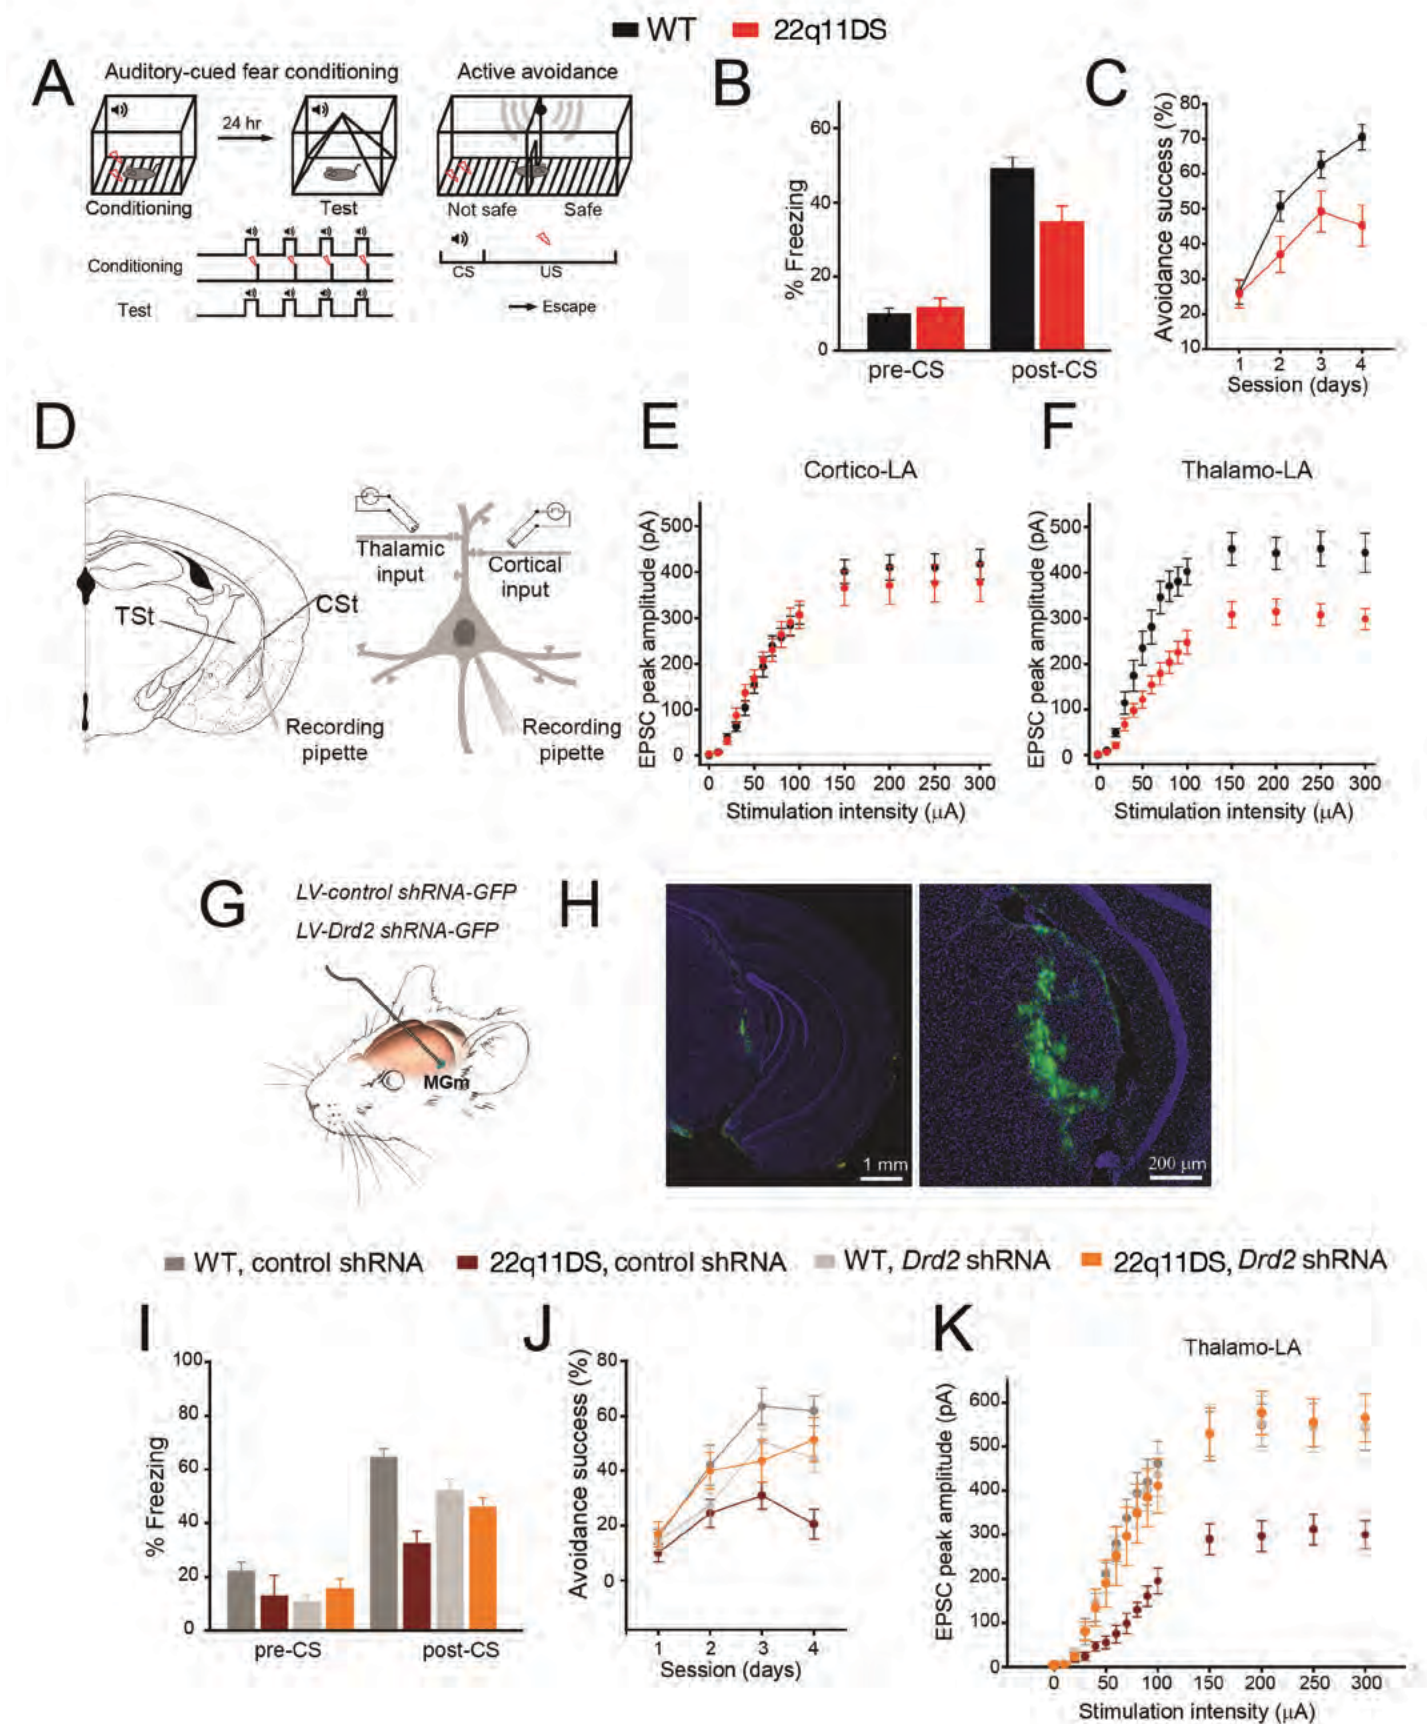 WT 22q11DS
A
Auditory-cued fear conditioning
24 hr
Conditioning
Test
Conditioning
Test
Active avoidance
Not safe
Safe
CS
US
Escape
B
% Freezing
60
40
20
0
pre-CS
post-CS
C
Avoidance success (%)
80
70
60
50
40
30
20
10
1 2 3 4
Session (days)
D
TSt
CSt
Recording
pipette
Thalamic
input
Cortical
input
Recording
pipette
E
Cortico-LA
EPSC peak amplitude (pA)
500
400
300
200
100
0
0 50 100 150 200 250 300
Stimulation intensity (μA)
F
Thalamo-LA
EPSC peak amplitude (pA)
500
400
300
200
100
0
0 50 100 150 200 250 300
Stimulation intensity (μA)
G
LV-control shRNA-GFP
LV-Drd2 shRNA-GFP
MGm
H
1 mm
200 μm
WT, control shRNA 22q11DS, control shRNA WT, Drd2 shRNA 22q11DS, Drd2 shRNA
I
% Freezing
100
80
60
40
20
0
pre-CS
post-CS
J
Avoidance success (%)
80
60
40
20
0
1 2 3 4
Session (days)
K
Thalamo-LA
EPSC peak amplitude (pA)
600
500
400
300
200
100
0
0 50 100 150 200 250 300
Stimulation intensity (μA)